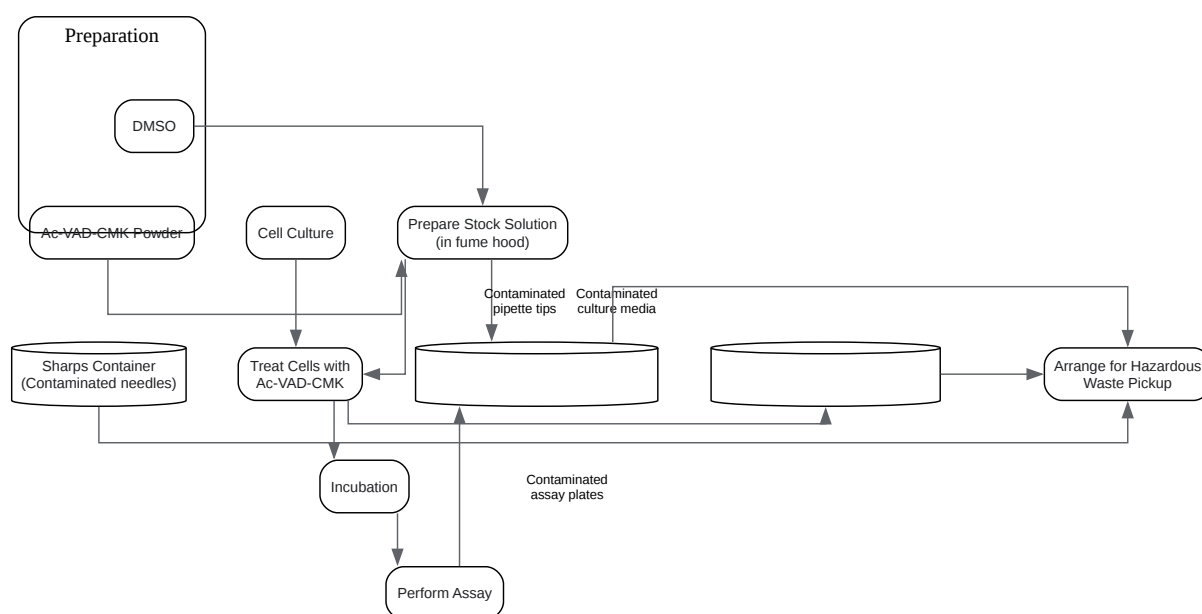 Preparation
DMSO
Ac-VAD-CMK Powder
Cell Culture
Prepare Stock Solution
(in fume hood)
Contaminated
pipette tips
Contaminated
culture media
Sharps Container
(Contaminated needles)
Treat Cells with
Ac-VAD-CMK
Arrange for Hazardous
Waste Pickup
Incubation
Contaminated
assay plates
Perform Assay